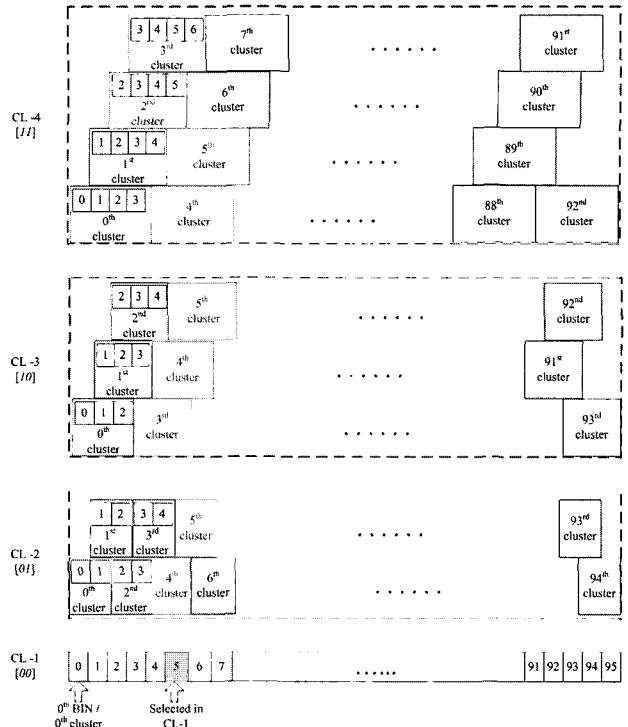 3 4 5 6
3rd
cluster
7th
cluster
. . . . . .
91st
cluster
2 3 4 5
2nd
cluster
6th
cluster
. . . . . .
90th
cluster
CL -4
[11]
1 2 3 4
1st
cluster
5th
cluster
. . . . . .
89th
cluster
0 1 2 3
0th
cluster
4th
cluster
. . . . . .
88th
cluster
92nd
cluster
2 3 4
2nd
cluster
5th
cluster
. . . . . .
92nd
cluster
CL -3
[10]
1 2 3
1st
cluster
4th
cluster
. . . . . .
91st
cluster
0 1 2
0th
cluster
3rd
cluster
. . . . . .
93rd
cluster
1 2 3 4
1st
cluster
3rd
cluster
5th
cluster
. . . . . .
93rd
cluster
CL -2
[01]
0 1 2 3
0th
cluster
2nd
cluster
4th
cluster
6th
cluster
. . . . . .
94th
cluster
CL -1
[00]
0 1 2 3 4 5 6 7 ...... 91 92 93 94 95
0th BIN /
0th cluster
Selected in
CL-1